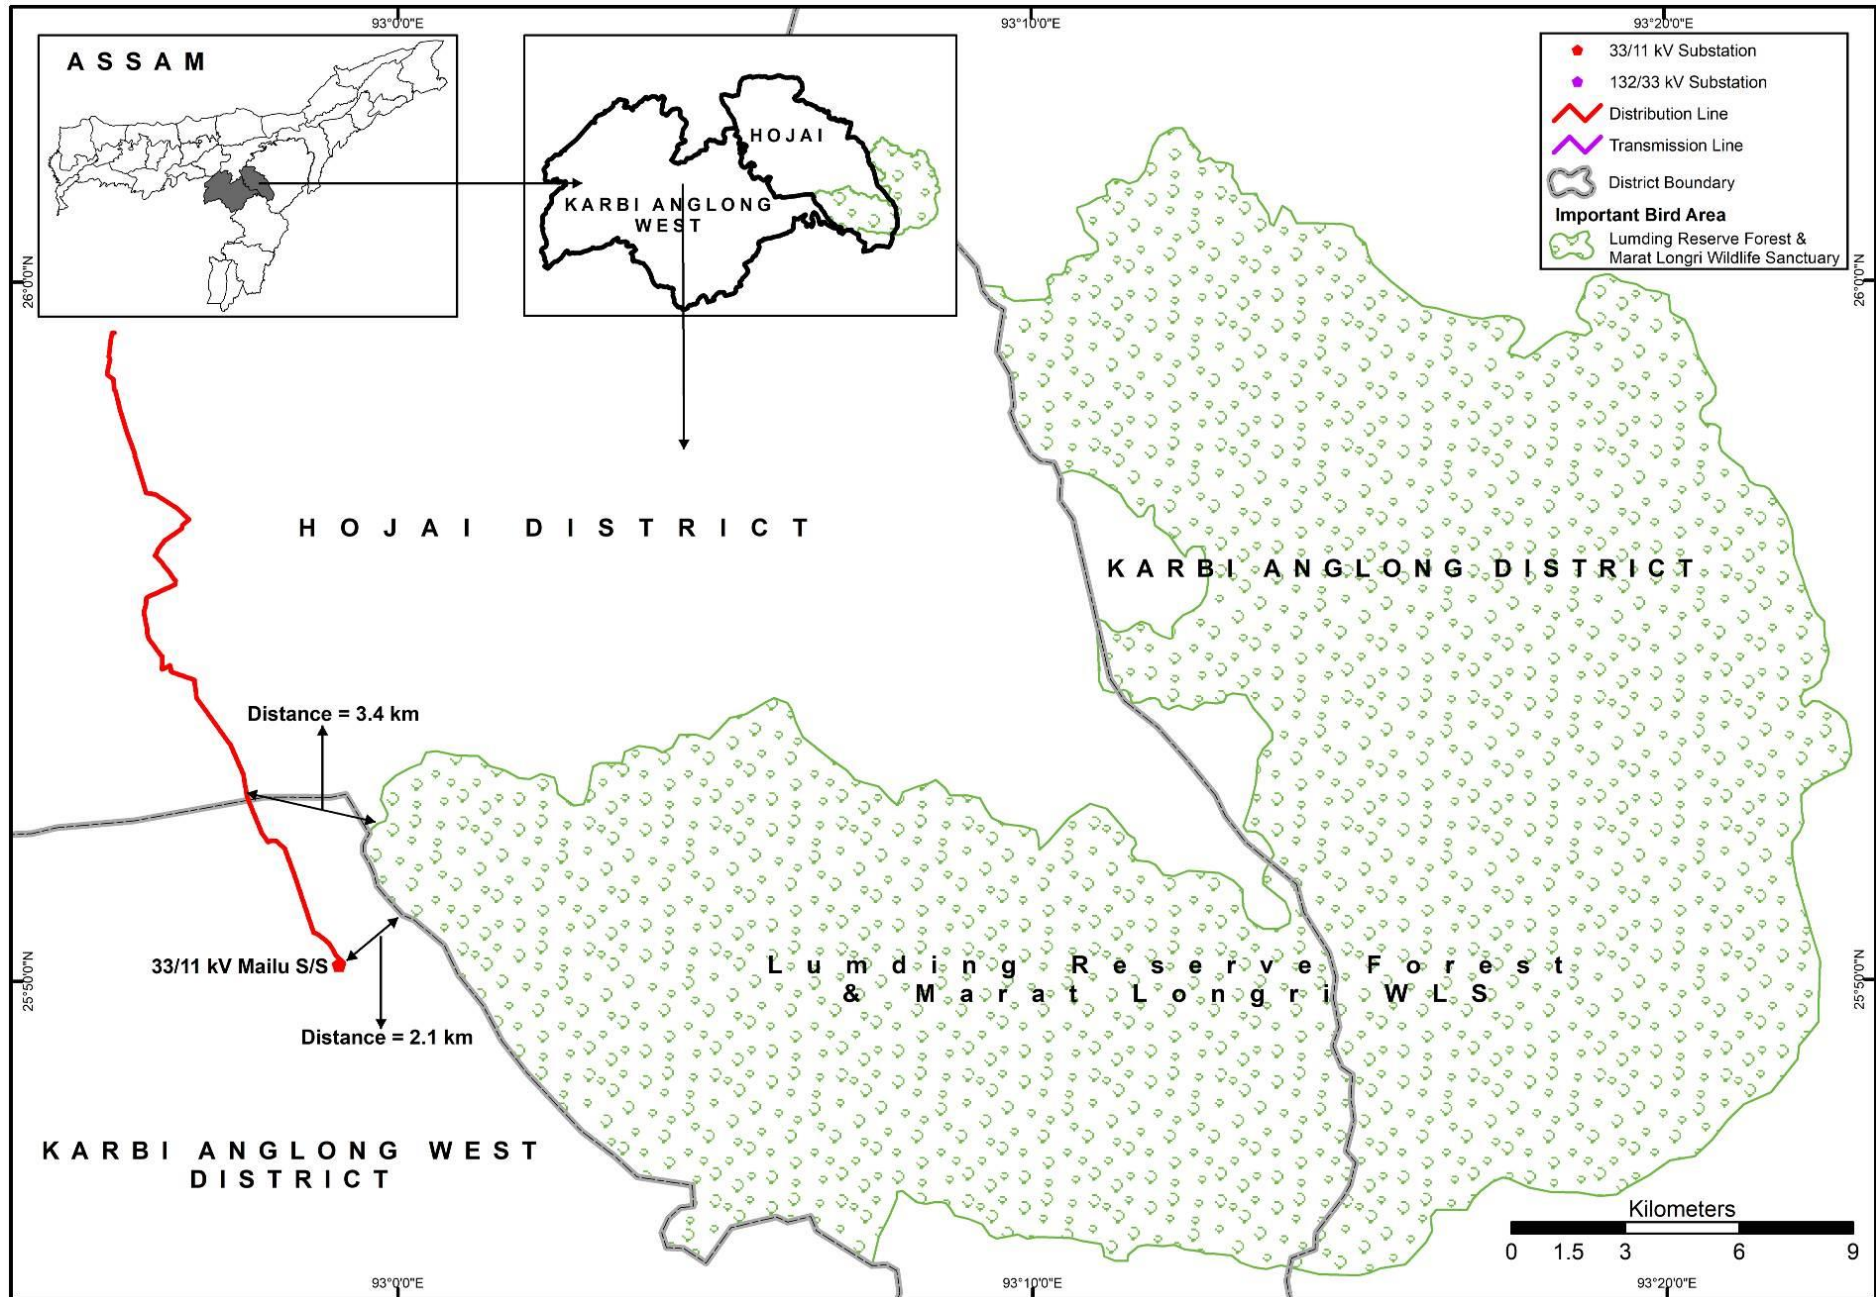 93°0'0"E
93°10'0"E
93°20'0"E
ASSAM
HOJAI
KARBI ANGLONG
WEST
33/11 kV Substation
132/33 kV Substation
Distribution Line
Transmission Line
District Boundary
Important Bird Area
Lumding Reserve Forest &
Marat Longri Wildlife Sanctuary
26°0'0"N
26°0'0"N
HOJAI DISTRICT
KARBI ANGLONG DISTRICT
Distance = 3.4 km
33/11 kV Mailu S/S
Lumding Reserve Forest
& Marat Longri WLS
25°50'0"N
25°50'0"N
Distance = 2.1 km
KARBI ANGLONG WEST
DISTRICT
Kilometers
0 1.5 3 6 9
93°0'0"E
93°10'0"E
93°20'0"E